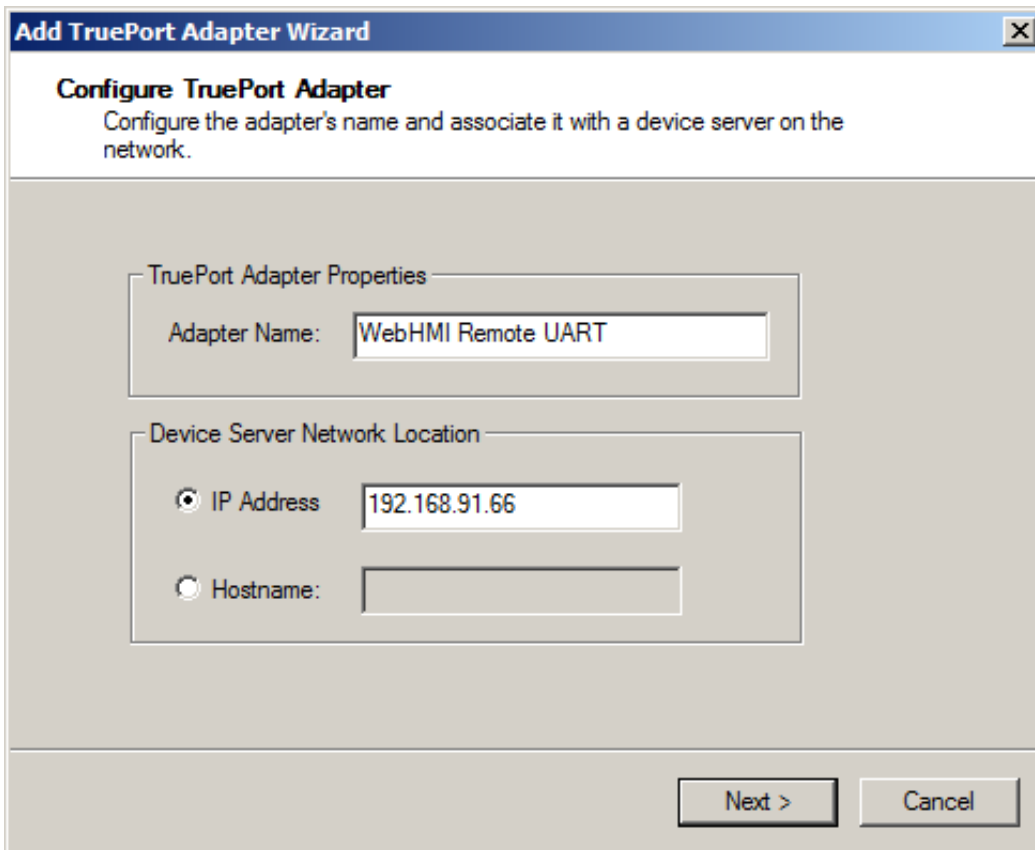 Add TruePort Adapter Wizard
Configure TruePort Adapter
Configure the adapter's name and associate it with a device server on the
network.
TruePort Adapter Properties
Adapter Name: WebHMI Remote UART
Device Server Network Location
IP Address 192.168.91.66
Hostname:
Next > Cancel